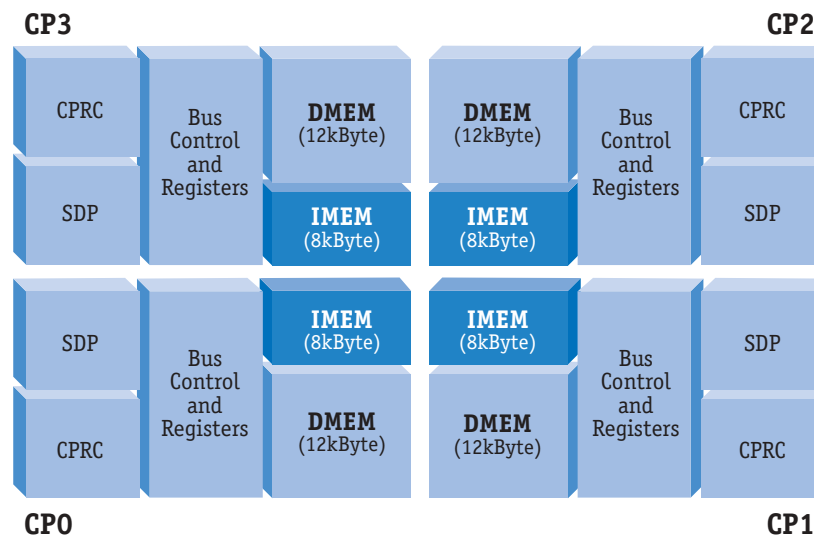 CP3
CP2
CPRC
Bus
Control
and
Registers
DMEM
(12kByte)
DMEM
(12kByte)
Bus
Control
and
Registers
CPRC
SDP
IMEM
(8kByte)
IMEM
(8kByte)
SDP
SDP
Bus
Control
and
Registers
IMEM
(8kByte)
IMEM
(8kByte)
Bus
Control
and
Registers
SDP
CPRC
DMEM
(12kByte)
DMEM
(12kByte)
CPRC
CP0
CP1